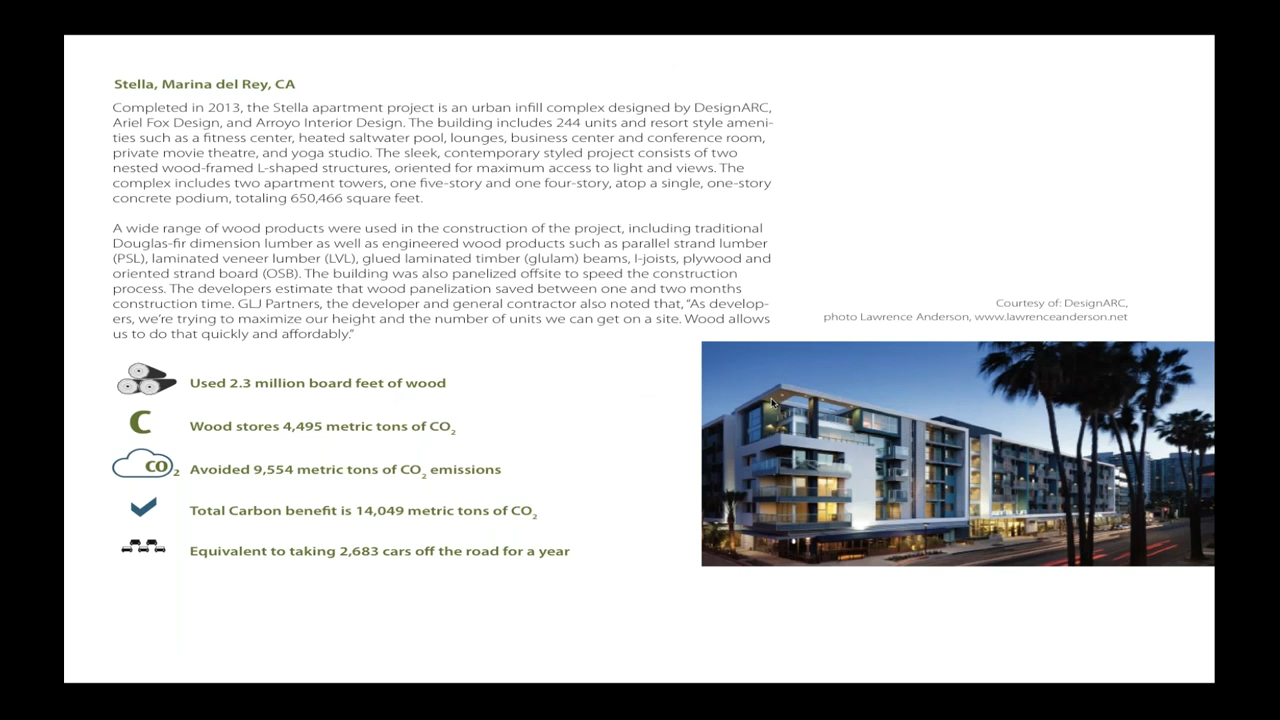 Stella, Marina del Rey, CA
Completed in 2013, the Stella apartment project is an urban infill complex designed by DesignARC,
Ariel Fox Design, and Arroyo Interior Design. The building includes 244 units and resort style ameni-
ties such as a fitness center, heated saltwater pool, lounges, business center and conference room,
private movie theatre, and yoga studio. The sleek, contemporary styled project consists of two
nested wood-framed L-shaped structures, oriented for maximum access to light and views. The
complex includes two apartment towers, one five-story and one four-story, atop a single, one-story
concrete podium, totaling 650,466 square feet.
A wide range of wood products were used in the construction of the project, including traditional
Douglas-fir dimension lumber as well as engineered wood products such as parallel strand lumber
(PSL), laminated veneer lumber (LVL), glued laminated timber (glulam) beams, I-joists, plywood and
oriented strand board (OSB). The building was also panelized offsite to speed the construction
process. The developers estimate that wood panelization saved between one and two months
construction time. GLJ Partners, the developer and general contractor also noted that, “As develop-
ers, we’re trying to maximize our height and the number of units we can get on a site. Wood allows
us to do that quickly and affordably.”
Courtesy of: DesignARC,
photo Lawrence Anderson, www.lawrenceanderson.net
Used 2.3 million board feet of wood
C
Wood stores 4,495 metric tons of CO₂
CO₂
Avoided 9,554 metric tons of CO₂ emissions
Total Carbon benefit is 14,049 metric tons of CO₂
Equivalent to taking 2,683 cars off the road for a year